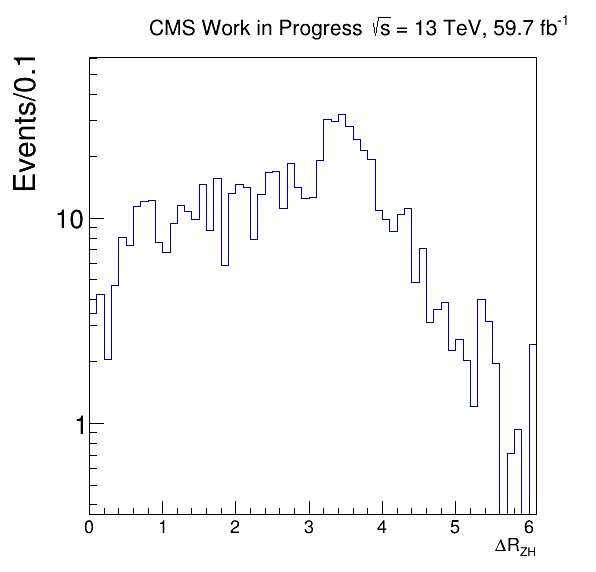 CMS Work in Progress √s = 13 TeV, 59.7 fb⁻¹
Events/0.1
10
1
0 1 2 3 4 5 6
ΔR_ZH